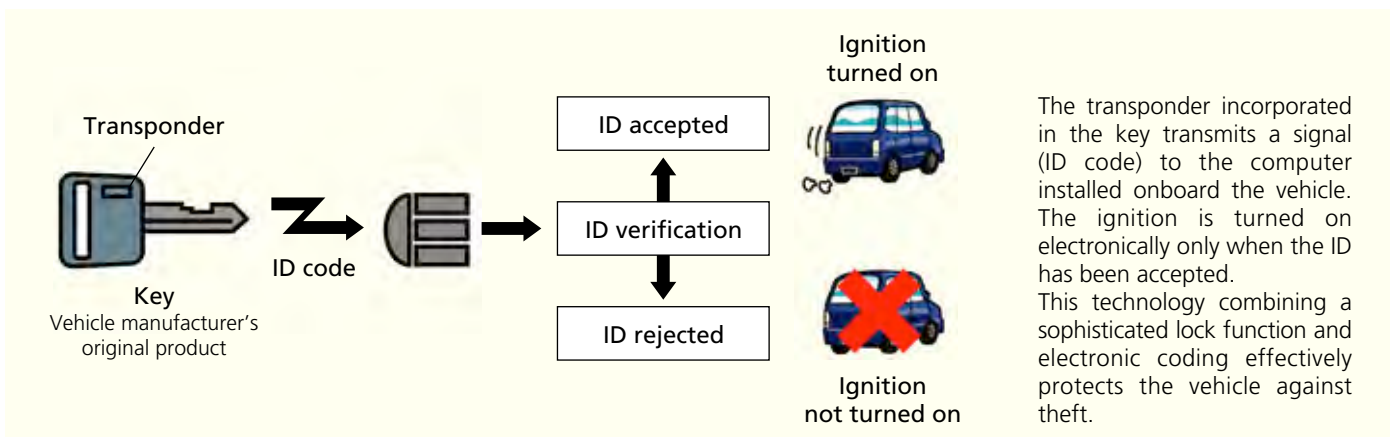 Transponder
Key
Vehicle manufacturer's
original product
ID code
ID accepted
ID verification
ID rejected
Ignition
turned on
Ignition
not turned on
The transponder incorporated
in the key transmits a signal
(ID code) to the computer
installed onboard the vehicle.
The ignition is turned on
electronically only when the ID
has been accepted.
This technology combining a
sophisticated lock function and
electronic coding effectively
protects the vehicle against
theft.